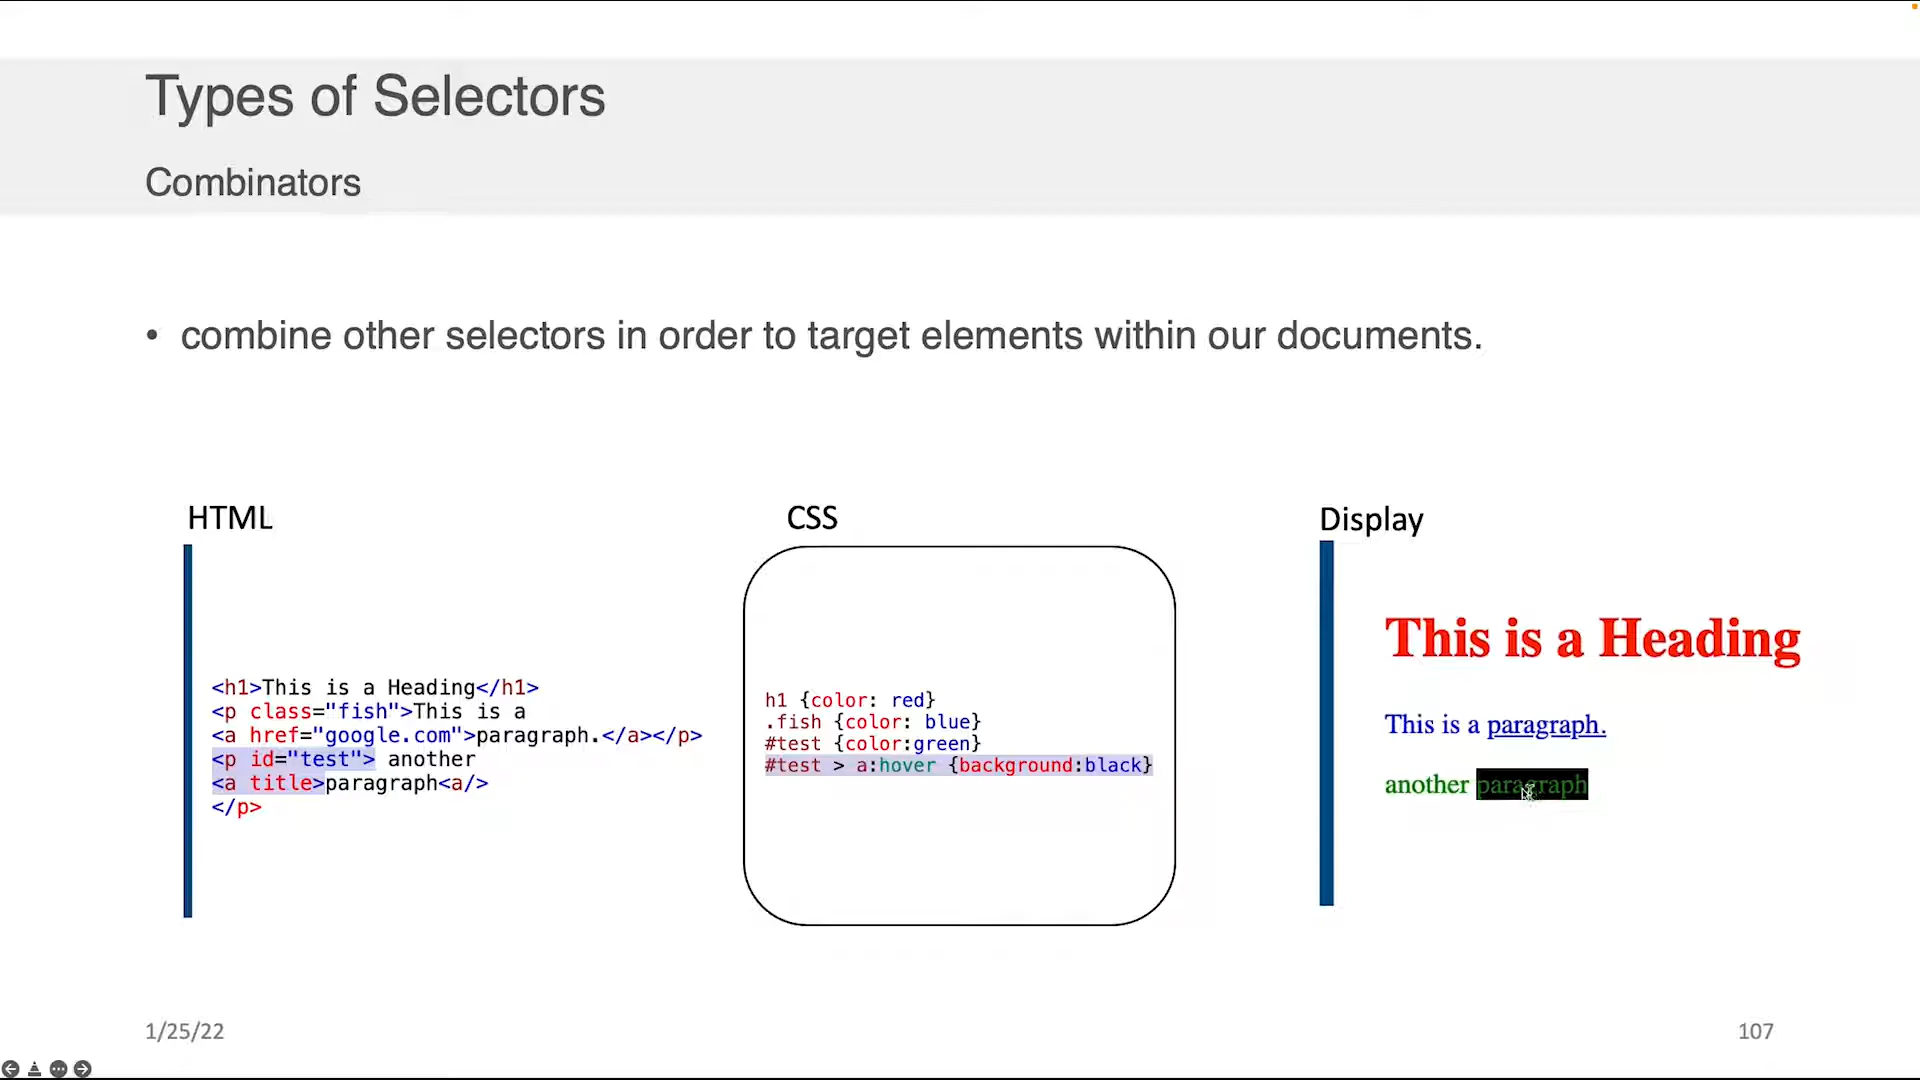 Types of Selectors
Combinators
• combine other selectors in order to target elements within our documents.
HTML
<h1>This is a Heading</h1>
<p class="fish">This is a
<a href="google.com">paragraph.</a></p>
<p id="test"> another
<a title>paragraph<a/>
</p>
CSS
h1 {color: red}
.fish {color: blue}
#test {color:green}
#test > a:hover {background:black}
Display
This is a Heading
This is a paragraph.
another paragraph
1/25/22
107